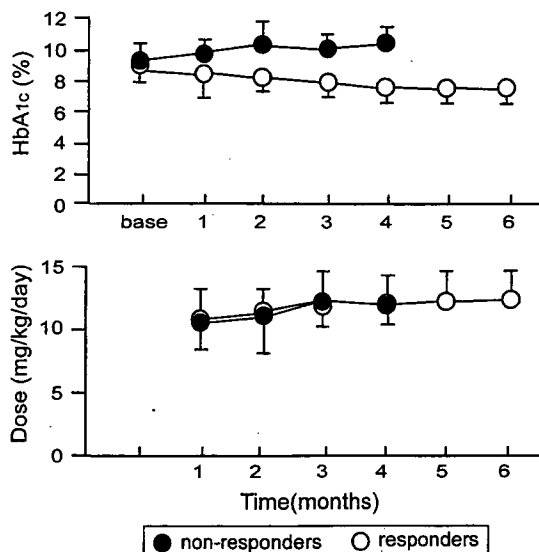 HbA1c (%)
12
10
8
6
4
2
0
base 1 2 3 4 5 6
Dose (mg/kg/day)
15
10
5
0
1 2 3 4 5 6
Time(months)
non-responders responders